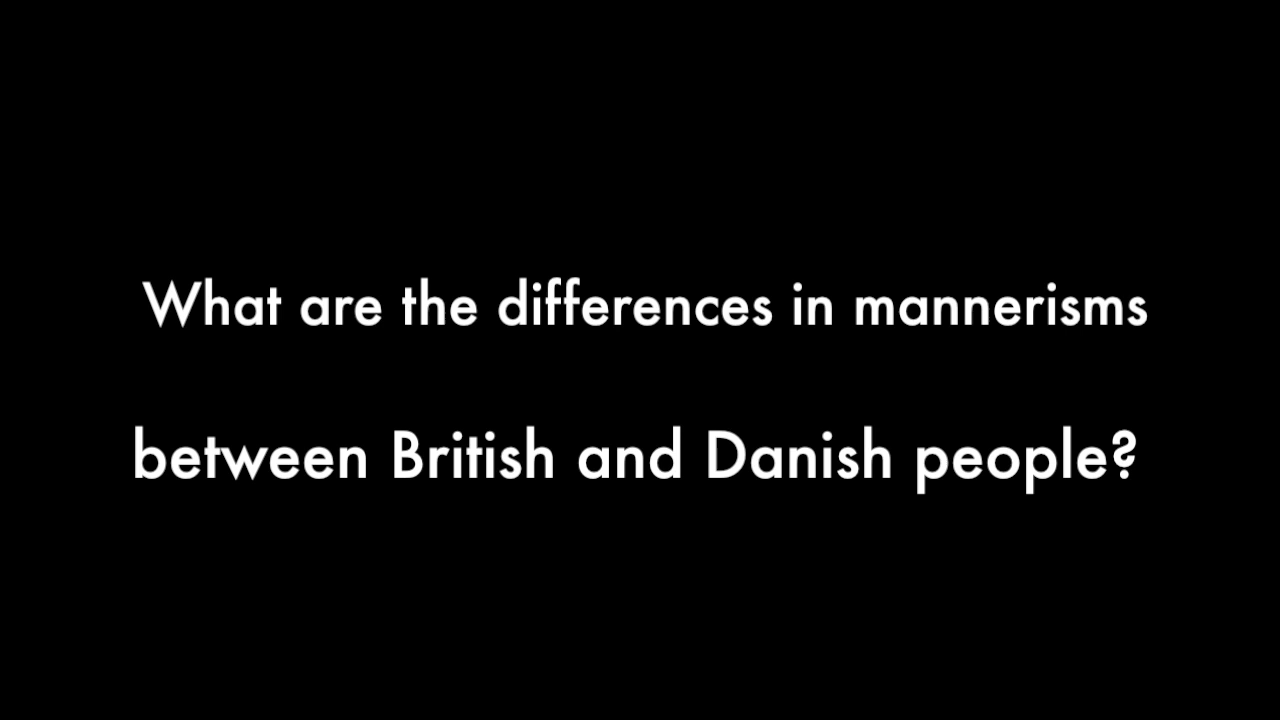 What are the differences in mannerisms
between British and Danish people?